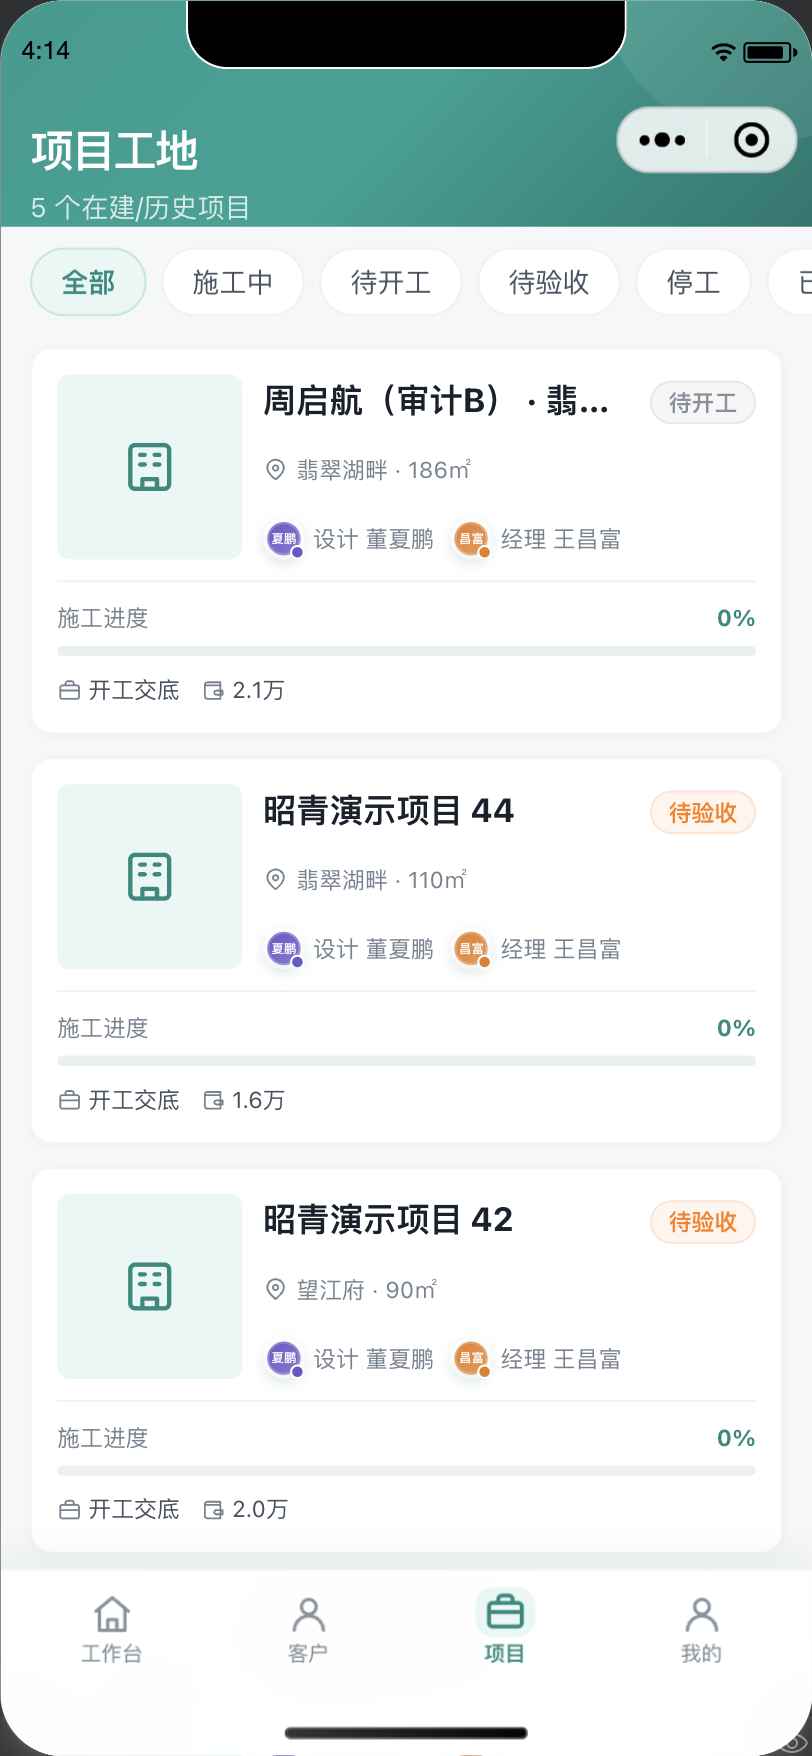 4:14
项目工地
5 个在建/历史项目
全部 施工中 待开工 待验收 停工
周启航（审计B） · 翡... 待开工
翡翠湖畔 · 186㎡
夏鹏 设计 董夏鹏 昌富 经理 王昌富
施工进度 0%
开工交底 2.1万
昭青演示项目 44 待验收
翡翠湖畔 · 110㎡
夏鹏 设计 董夏鹏 昌富 经理 王昌富
施工进度 0%
开工交底 1.6万
昭青演示项目 42 待验收
望江府 · 90㎡
夏鹏 设计 董夏鹏 昌富 经理 王昌富
施工进度 0%
开工交底 2.0万
工作台 客户 项目 我的